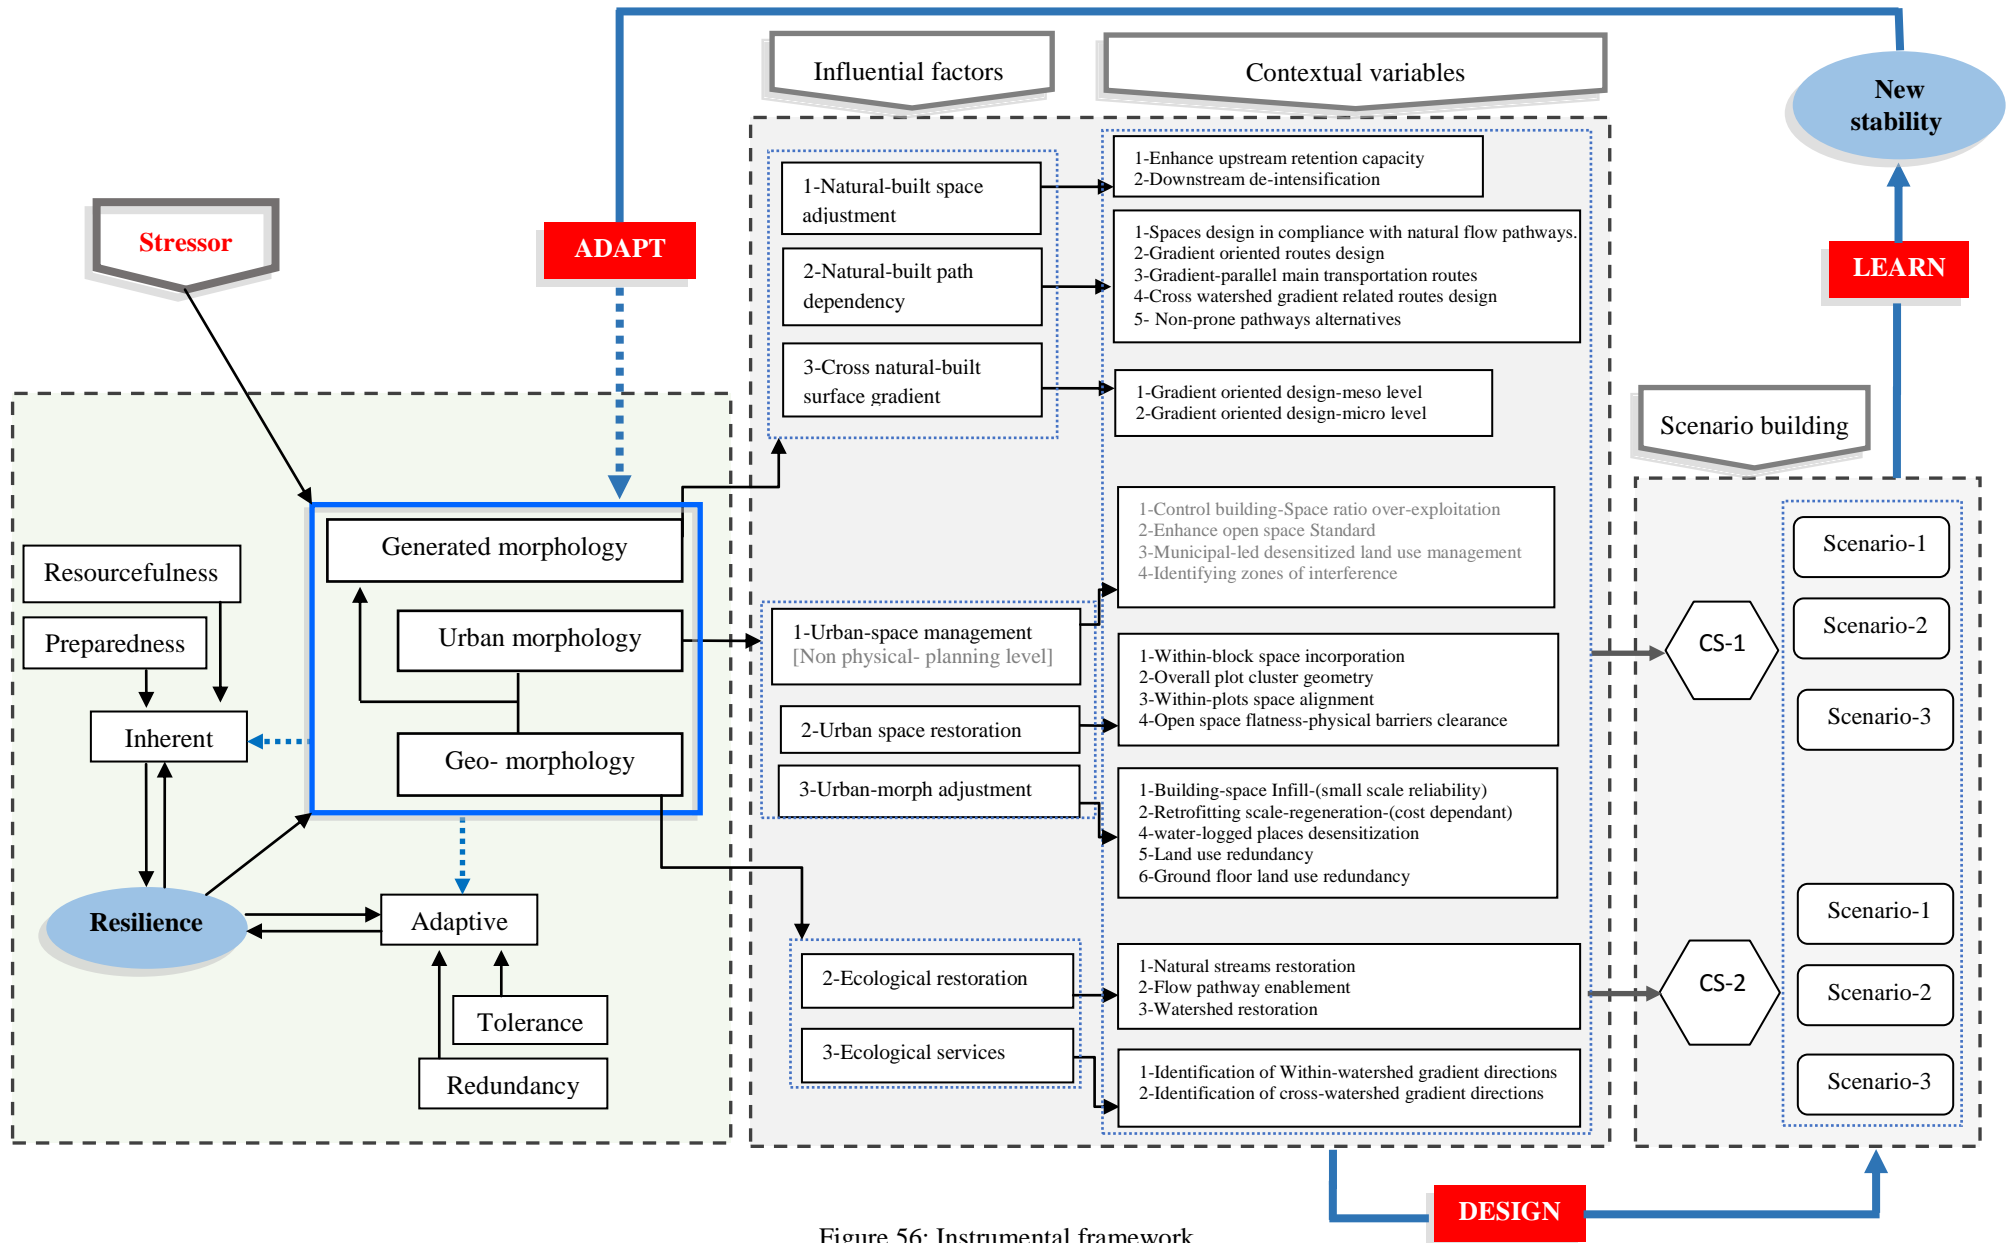 Influential factors
Contextual variables
New
stability
Stressor
ADAPT
LEARN
1-Natural-built space
adjustment
2-Natural-built path
dependency
3-Cross natural-built
surface gradient
1-Enhance upstream retention capacity
2-Downstream de-intensification
1-Spaces design in compliance with natural flow pathways.
2-Gradient oriented routes design
3-Gradient-parallel main transportation routes
4-Cross watershed gradient related routes design
5- Non-prone pathways alternatives
1-Gradient oriented design-meso level
2-Gradient oriented design-micro level
Scenario building
Generated morphology
Urban morphology
Geo- morphology
Resourcefulness
Preparedness
Inherent
Resilience
Adaptive
Tolerance
Redundancy
1-Urban-space management
[Non physical- planning level]
2-Urban space restoration
3-Urban-morph adjustment
1-Control building-Space ratio over-exploitation
2-Enhance open space Standard
3-Municipal-led desensitized land use management
4-Identifying zones of interference
1-Within-block space incorporation
2-Overall plot cluster geometry
3-Within-plots space alignment
4-Open space flatness-physical barriers clearance
1-Building-space Infill-(small scale reliability)
2-Retrofitting scale-regeneration-(cost dependant)
4-water-logged places desensitization
5-Land use redundancy
6-Ground floor land use redundancy
2-Ecological restoration
3-Ecological services
1-Natural streams restoration
2-Flow pathway enablement
3-Watershed restoration
1-Identification of Within-watershed gradient directions
2-Identification of cross-watershed gradient directions
CS-1
Scenario-1
Scenario-2
Scenario-3
CS-2
Scenario-1
Scenario-2
Scenario-3
DESIGN
Figure 56: Instrumental framework